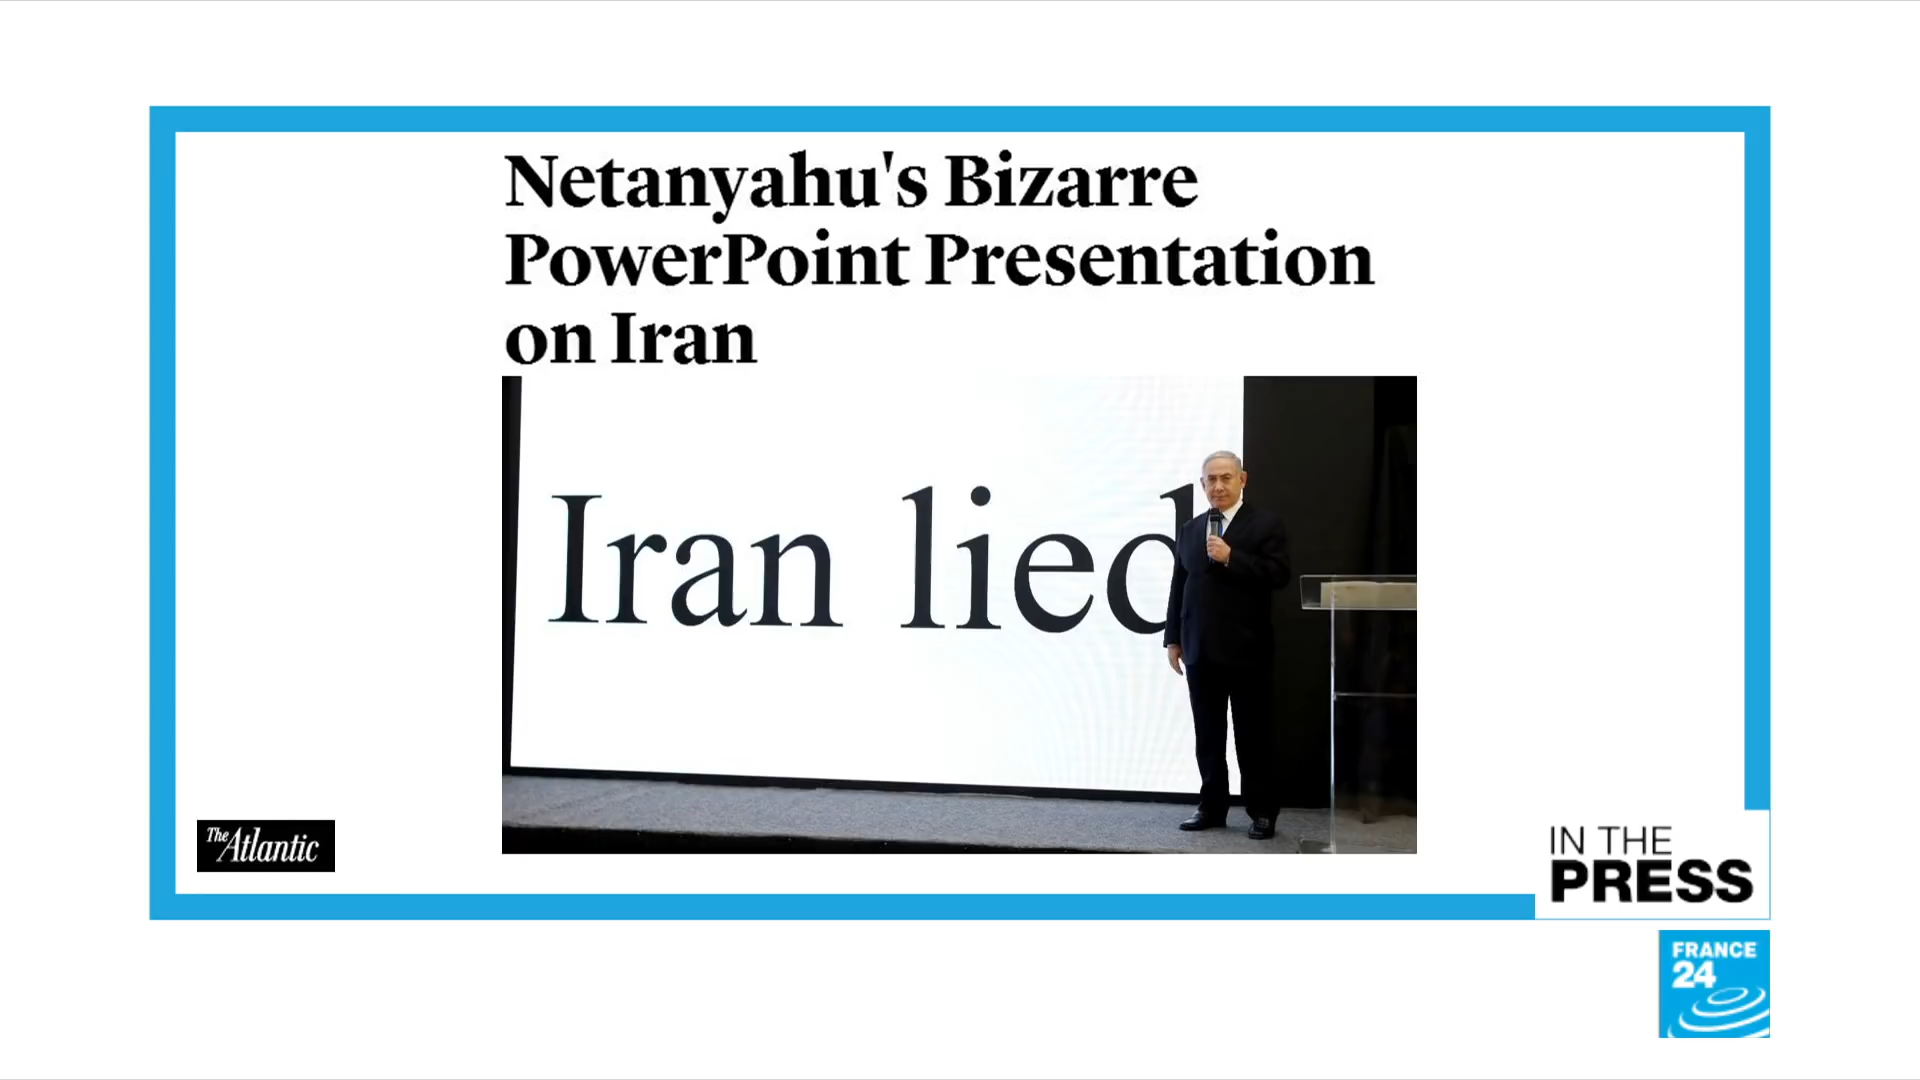 Netanyahu's Bizarre
PowerPoint Presentation
on Iran
Iran lied
The Atlantic
IN THE
PRESS
FRANCE
24